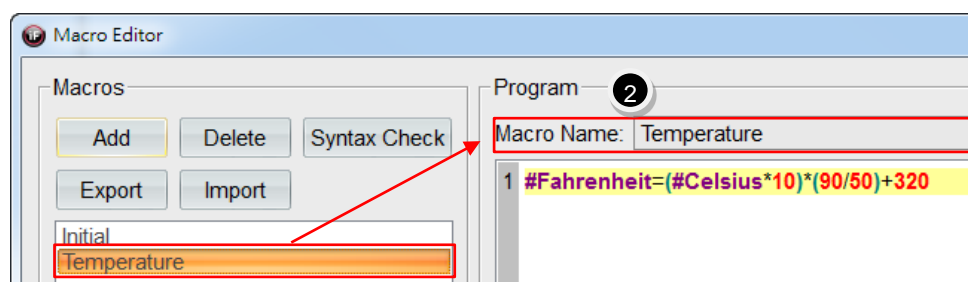 Macro Editor
Macros
Add Delete Syntax Check
Export Import
Initial
Temperature
Program 2
Macro Name: Temperature
1 #Fahrenheit=(#Celsius*10)*(90/50)+320